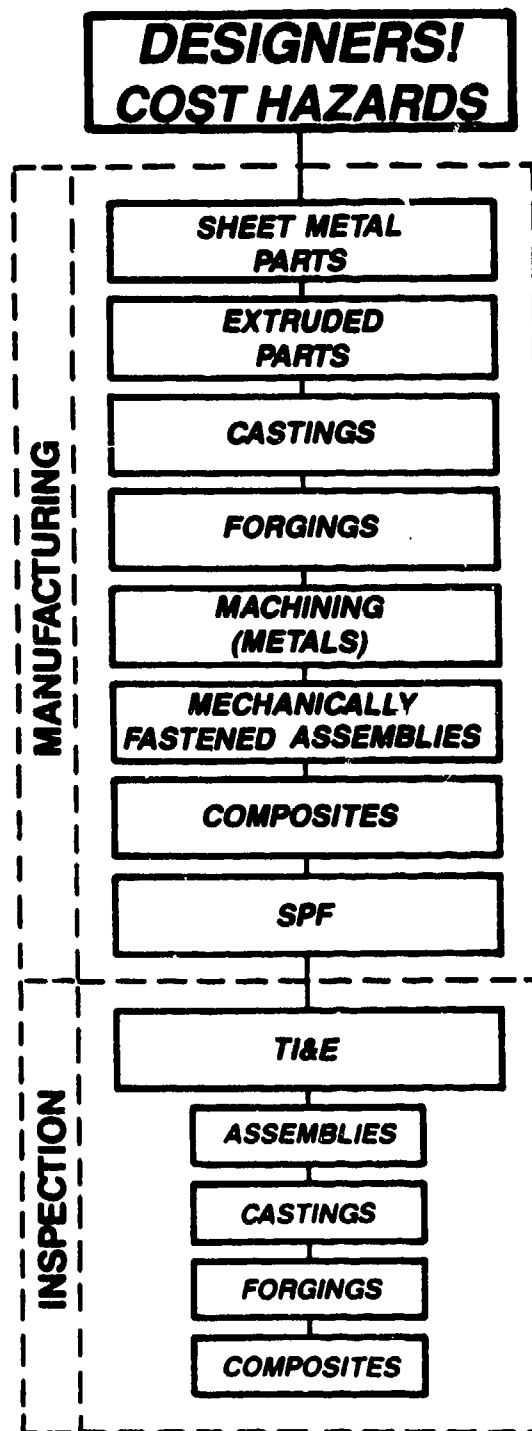 DESIGNERS!
COST HAZARDS
MANUFACTURING
SHEET METAL
PARTS
EXTRUDED
PARTS
CASTINGS
FORGINGS
MACHINING
(METALS)
MECHANICALLY
FASTENED ASSEMBLIES
COMPOSITES
SPF
INSPECTION
TI&E
ASSEMBLIES
CASTINGS
FORGINGS
COMPOSITES